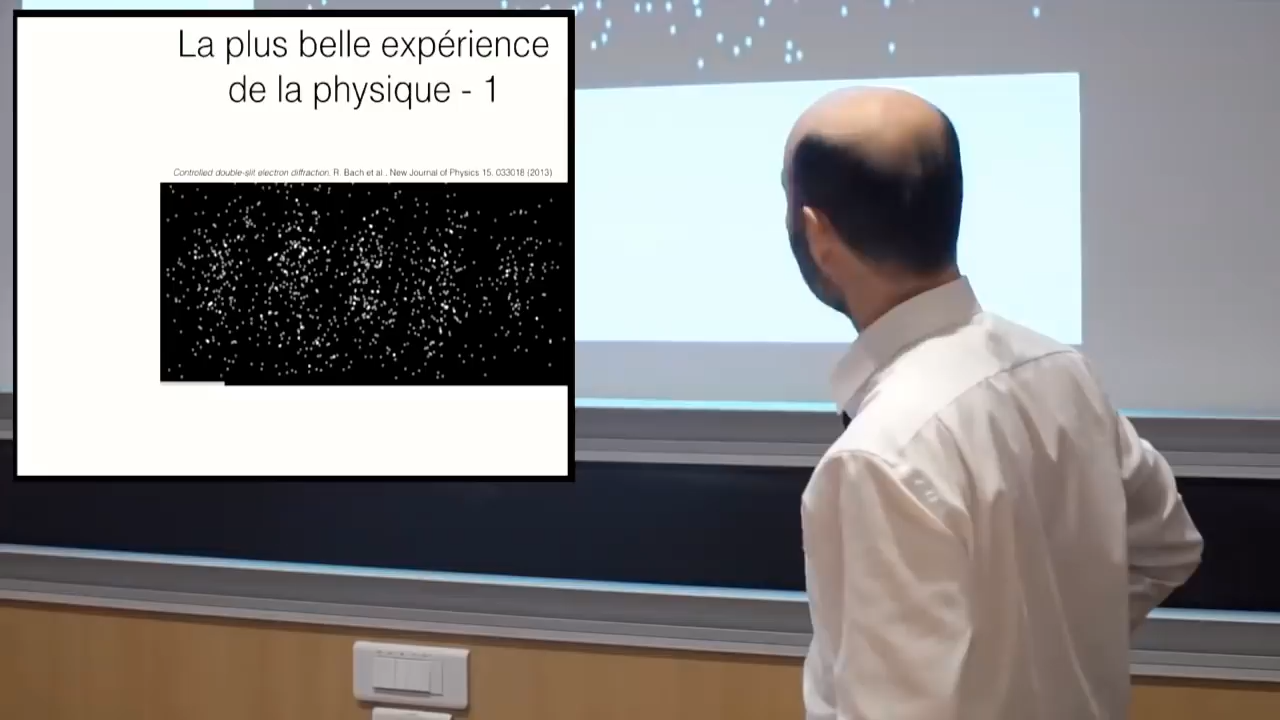 La plus belle expérience
de la physique - 1
Controlled double-slit electron diffraction. R. Bach et al . New Journal of Physics 15. 033018 (2013)